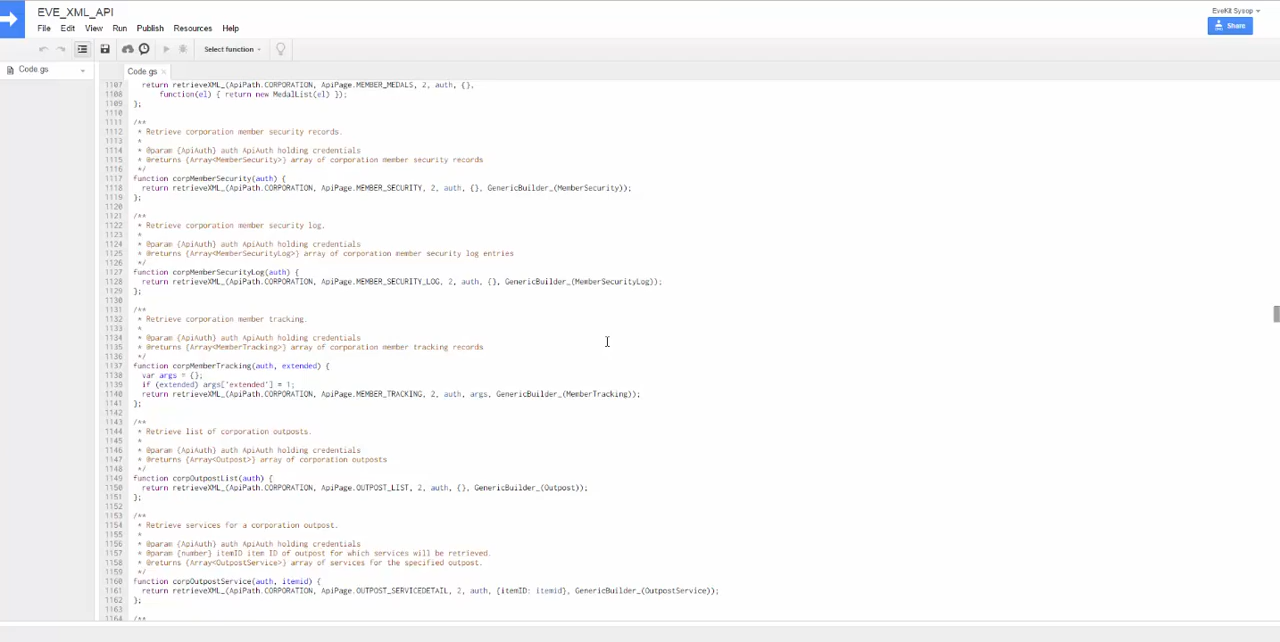 EVE_XML_API
EveKit Sysop
File Edit View Run Publish Resources Help
Share
Select function
Code.gs
Code.gs
1107 return retrieveXML_(ApiPath.CORPORATION, ApiPage.MEMBER_MEDALS, 2, auth, {},
1108 function(el) { return new MedalList(el) });
1109 };
1110
1111 /**
1112 * Retrieve corporation member security records.
1113 *
1114 * @param {ApiAuth} auth ApiAuth holding credentials
1115 * @returns {Array<MemberSecurity>} array of corporation member security records
1116 */
1117 function corpMemberSecurity(auth) {
1118 return retrieveXML_(ApiPath.CORPORATION, ApiPage.MEMBER_SECURITY, 2, auth, {}, GenericBuilder_(MemberSecurity));
1119 };
1120
1121 /**
1122 * Retrieve corporation member security log.
1123 *
1124 * @param {ApiAuth} auth ApiAuth holding credentials
1125 * @returns {Array<MemberSecurityLog>} array of corporation member security log entries
1126 */
1127 function corpMemberSecurityLog(auth) {
1128 return retrieveXML_(ApiPath.CORPORATION, ApiPage.MEMBER_SECURITY_LOG, 2, auth, {}, GenericBuilder_(MemberSecurityLog));
1129 };
1130
1131 /**
1132 * Retrieve corporation member tracking.
1133 *
1134 * @param {ApiAuth} auth ApiAuth holding credentials
1135 * @returns {Array<MemberTracking>} array of corporation member tracking records
1136 */
1137 function corpMemberTracking(auth, extended) {
1138 var args = {};
1139 if (extended) args['extended'] = 1;
1140 return retrieveXML_(ApiPath.CORPORATION, ApiPage.MEMBER_TRACKING, 2, auth, args, GenericBuilder_(MemberTracking));
1141 };
1142
1143 /**
1144 * Retrieve list of corporation outposts.
1145 *
1146 * @param {ApiAuth} auth ApiAuth holding credentials
1147 * @returns {Array<Outpost>} array of corporation outposts
1148 */
1149 function corpOutpostList(auth) {
1150 return retrieveXML_(ApiPath.CORPORATION, ApiPage.OUTPOST_LIST, 2, auth, {}, GenericBuilder_(Outpost));
1151 };
1152
1153 /**
1154 * Retrieve services for a corporation outpost.
1155 *
1156 * @param {ApiAuth} auth ApiAuth holding credentials
1157 * @param {number} itemID item ID of outpost for which services will be retrieved.
1158 * @returns {Array<OutpostService>} array of services for the specified outpost.
1159 */
1160 function corpOutpostService(auth, itemid) {
1161 return retrieveXML_(ApiPath.CORPORATION, ApiPage.OUTPOST_SERVICEDETAIL, 2, auth, {itemID: itemid}, GenericBuilder_(OutpostService));
1162 };
1163
1164 /**